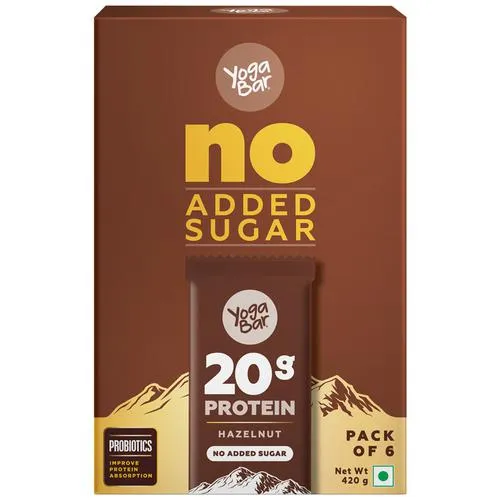 Yoga
Bar
no
ADDED
SUGAR
Yoga
Bar
20g
PROTEIN
HAZELNUT
NO ADDED SUGAR
PROBIOTICS
IMPROVE
PROTEIN
ABSORPTION
PACK
OF 6
Net Wt
420 g